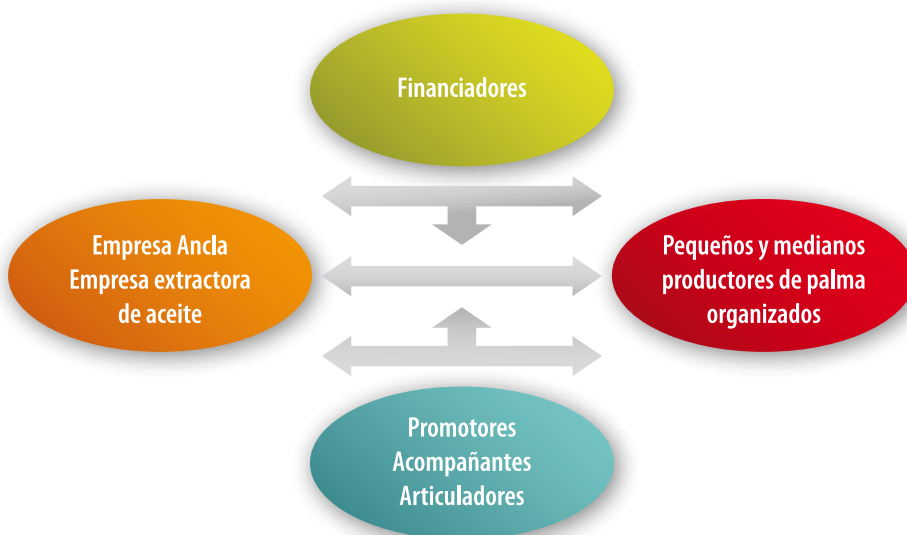 Financiadores
Empresa Ancla
Empresa extractora
de aceite
Pequeños y medianos
productores de palma
organizados
Promotores
Acompañantes
Articuladores